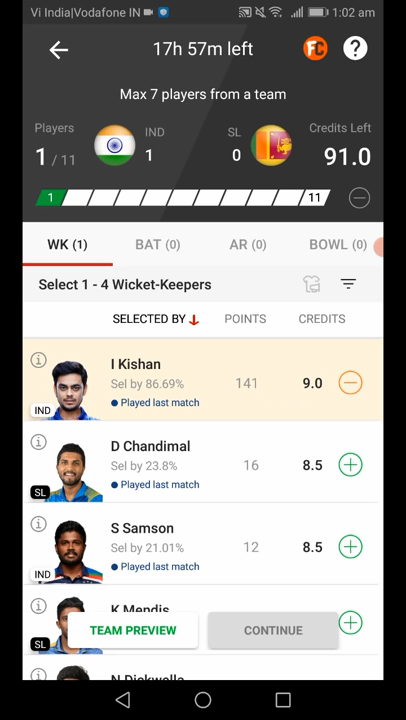 Vi India|Vodafone IN 1:02 am
17h 57m left
FC ?
Max 7 players from a team
Players IND SL Credits Left
1 / 11 1 0 91.0
1 11
WK (1) BAT (0) AR (0) BOWL (0)
Select 1 - 4 Wicket-Keepers
SELECTED BY POINTS CREDITS
I Kishan
Sel by 86.69% 141 9.0
Played last match
IND
D Chandimal
Sel by 23.8% 16 8.5
Played last match
SL
S Samson
Sel by 21.01% 12 8.5
Played last match
IND
K Mendis
TEAM PREVIEW CONTINUE
SL
N Dickwella